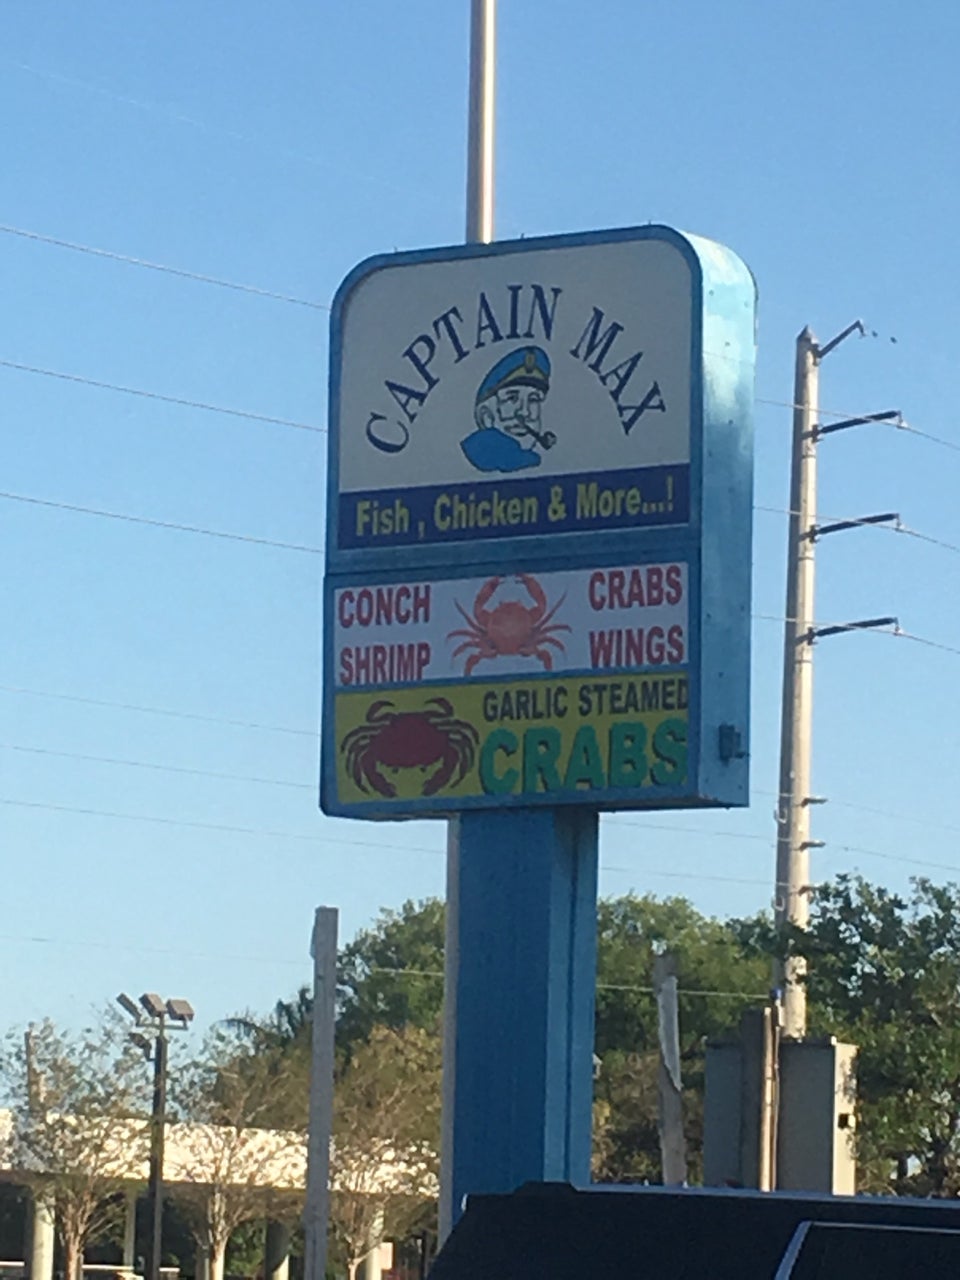 CAPTAIN MAX
Fish , Chicken & More...!
CONCH CRABS
SHRIMP WINGS
GARLIC STEAMED
CRABS